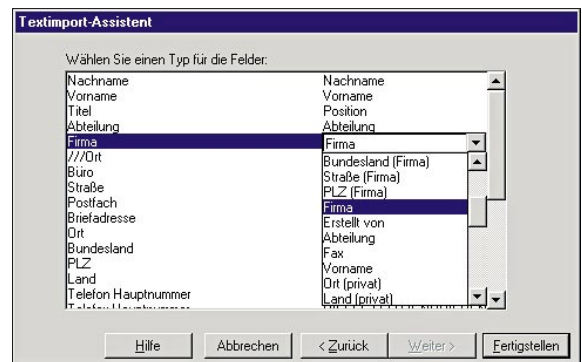 Textimport-Assistent
Wählen Sie einen Typ für die Felder:
Nachname Nachname
Vorname Vorname
Titel Position
Abteilung Abteilung
Firma Firma
///Ort Bundesland (Firma)
Büro Straße (Firma)
Straße PLZ (Firma)
Postfach Firma
Briefadresse Erstellt von
Ort Abteilung
Bundesland Fax
PLZ Vorname
Land Ort (privat)
Telefon Hauptnummer Land (privat)
Hilfe Abbrechen < Zurück Weiter > Fertigstellen